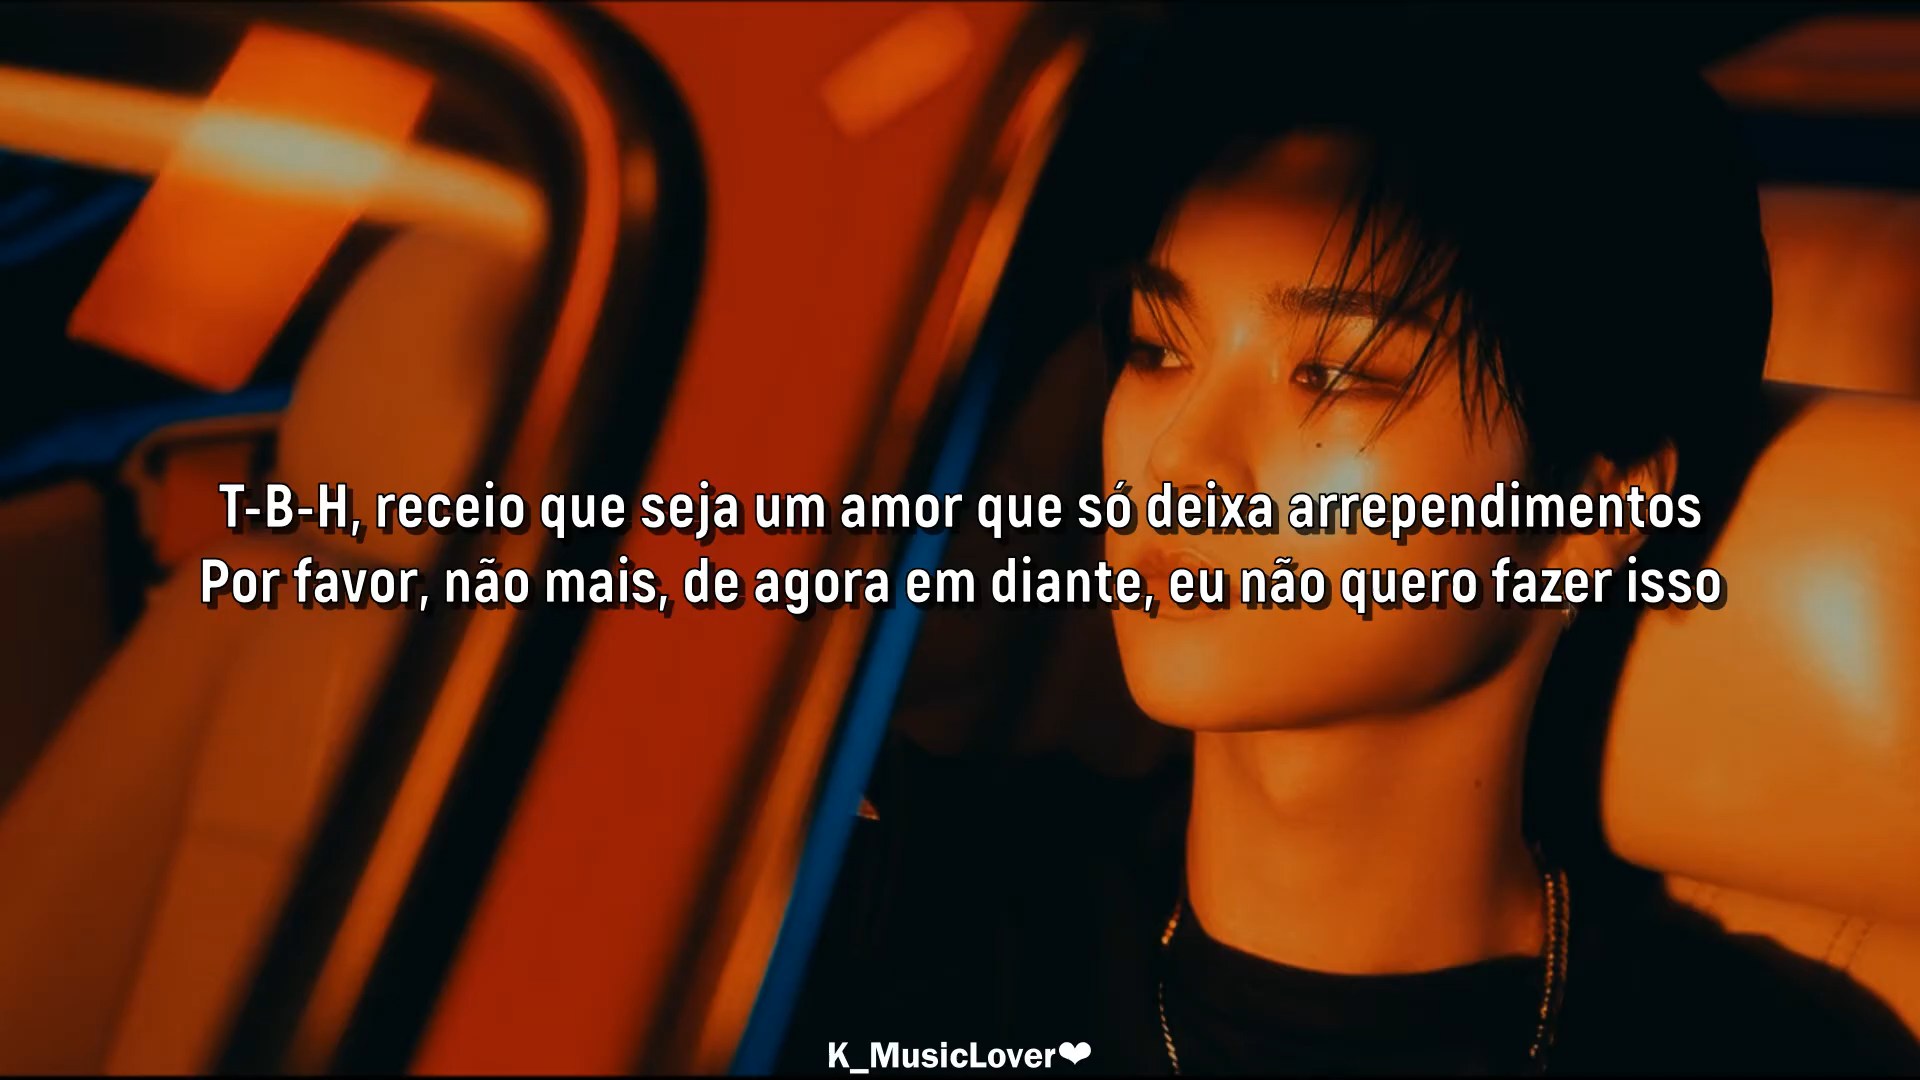 T-B-H, receio que seja um amor que só deixa arrependimentos
Por favor, não mais, de agora em diante, eu não quero fazer isso
K_MusicLover❤